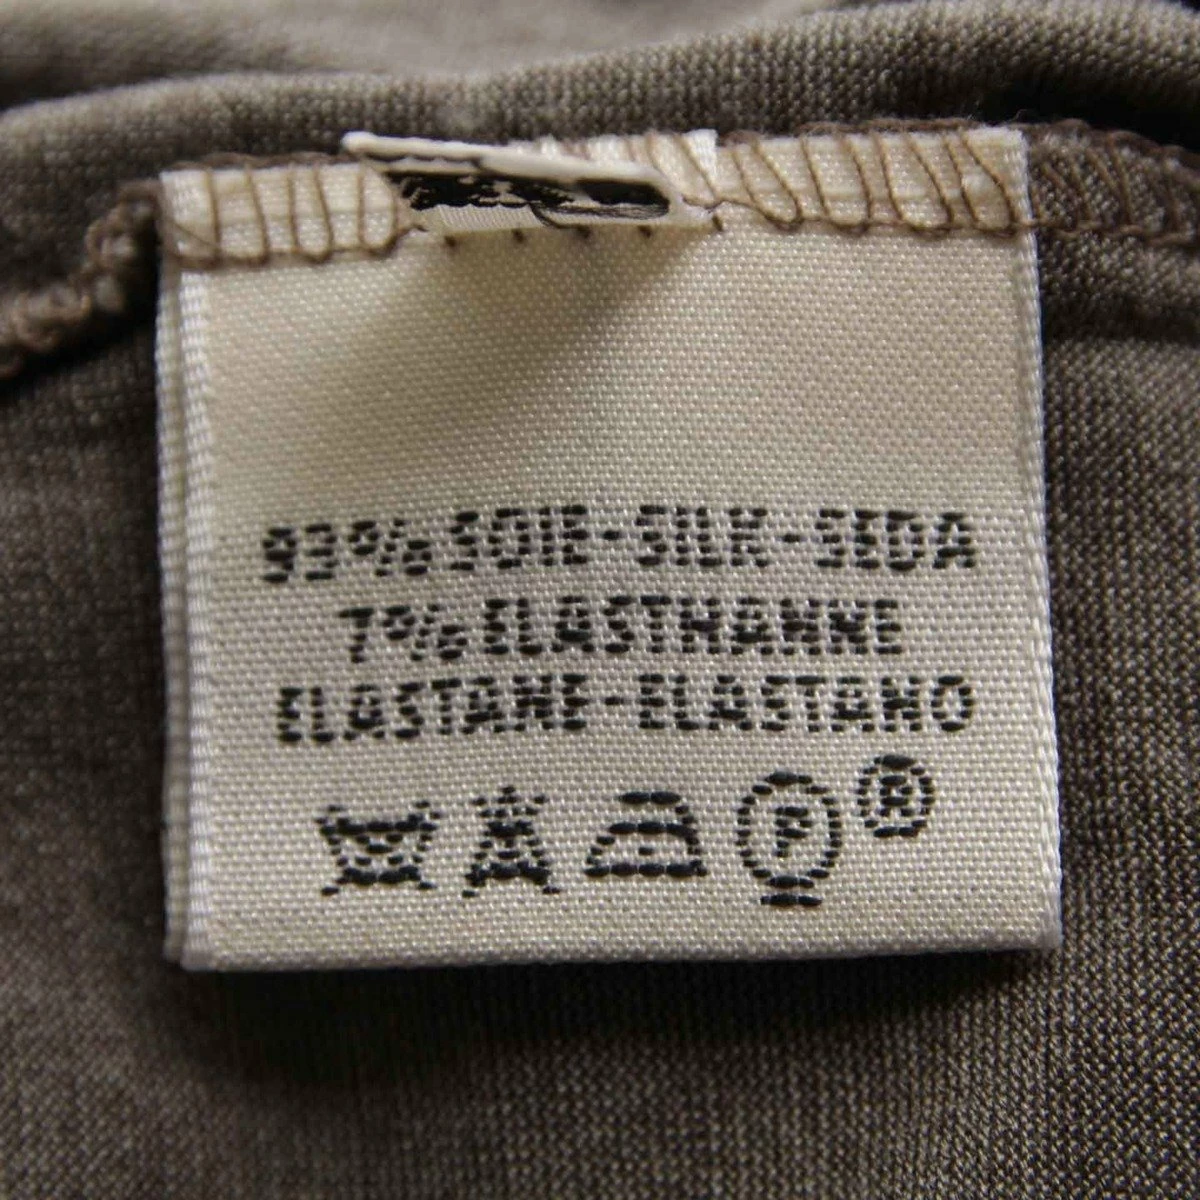 93% SOIE-SILK-SEDA
7% ELASTHANNE
ELASTANE-ELASTANO
P ®